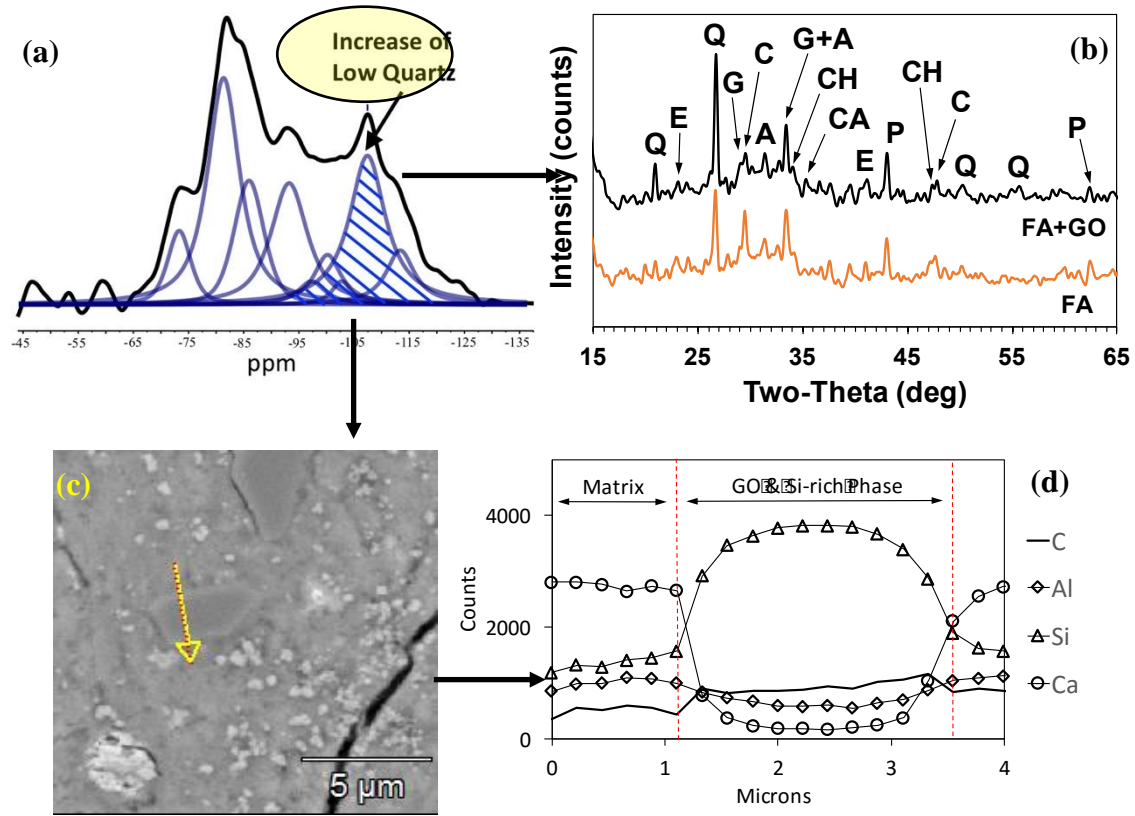 (a)
Increase of
Low Quartz
-45 -55 -65 -75 -85 -95 -105 -115 -125 -135
ppm
(b)
Intensity (counts)
Q E Q G C A G+A CH CA E P CH C Q Q P
FA+GO
FA
15 25 35 45 55 65
Two-Theta (deg)
(c)
5 µm
(d)
Matrix
GO & Si-rich Phase
Counts
4000
2000
0
0 1 2 3 4
Microns
C
Al
Si
Ca